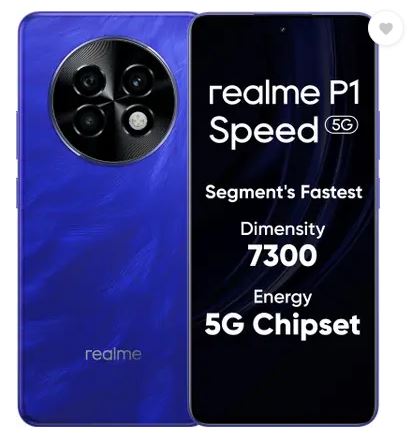 realme P1
Speed 5G
Segment's Fastest
Dimensity
7300
Energy
5G Chipset
realme